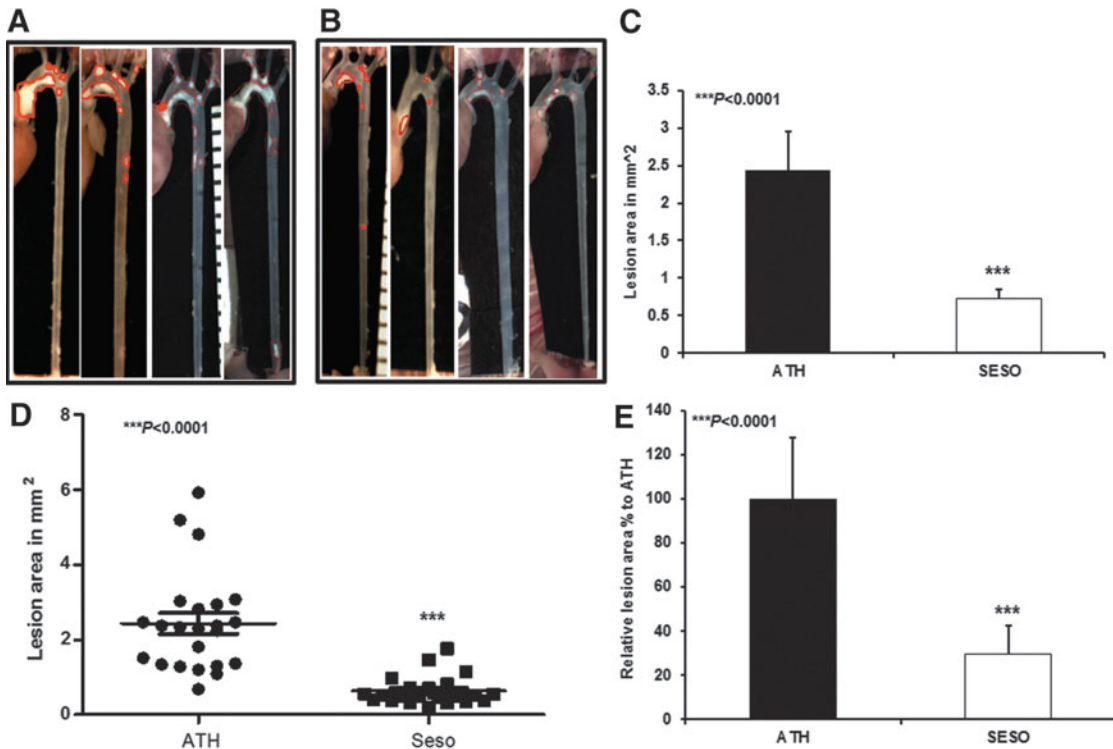 A
B
C
***P<0.0001
Lesion area in mm^2
3.5
3
2.5
2
1.5
1
0.5
0
***
ATH
SESO
D
***P<0.0001
Lesion area in mm²
8
6
4
2
0
***
ATH
Seso
E
***P<0.0001
Relative lesion area % to ATH
140
120
100
80
60
40
20
0
***
ATH
SESO